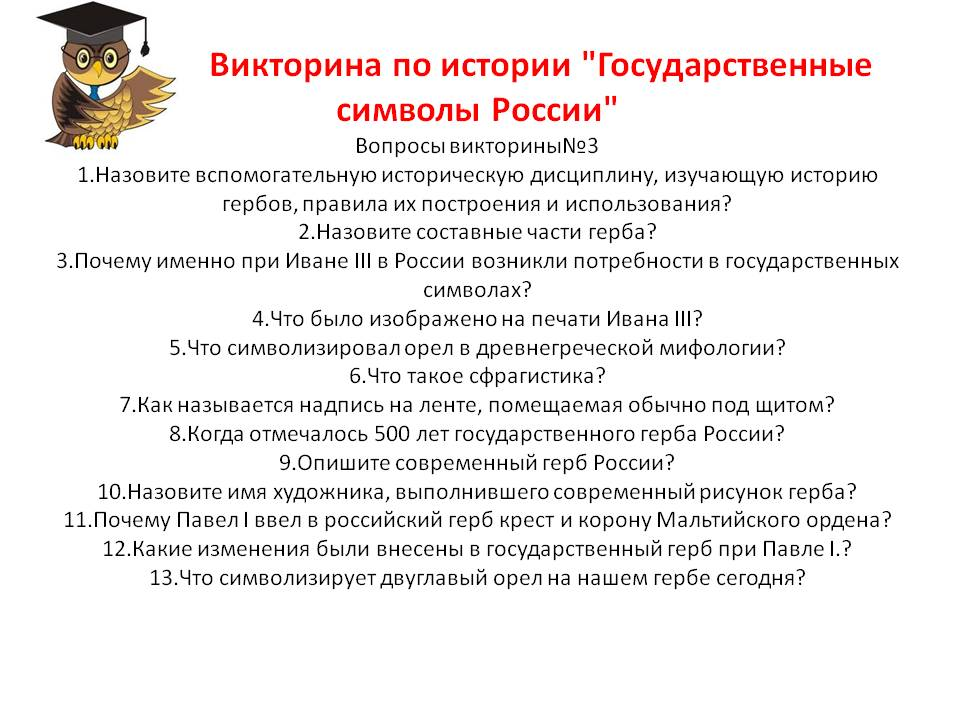 Викторина по истории "Государственные
символы России"
Вопросы викторины№3
1.Назовите вспомогательную историческую дисциплину, изучающую историю
гербов, правила их построения и использования?
2.Назовите составные части герба?
3.Почему именно при Иване III в России возникли потребности в государственных
символах?
4.Что было изображено на печати Ивана III?
5.Что символизировал орел в древнегреческой мифологии?
6.Что такое сфрагистика?
7.Как называется надпись на ленте, помещаемая обычно под щитом?
8.Когда отмечалось 500 лет государственного герба России?
9.Опишите современный герб России?
10.Назовите имя художника, выполнившего современный рисунок герба?
11.Почему Павел I ввел в российский герб крест и корону Мальтийского ордена?
12.Какие изменения были внесены в государственный герб при Павле I.?
13.Что символизирует двуглавый орел на нашем гербе сегодня?